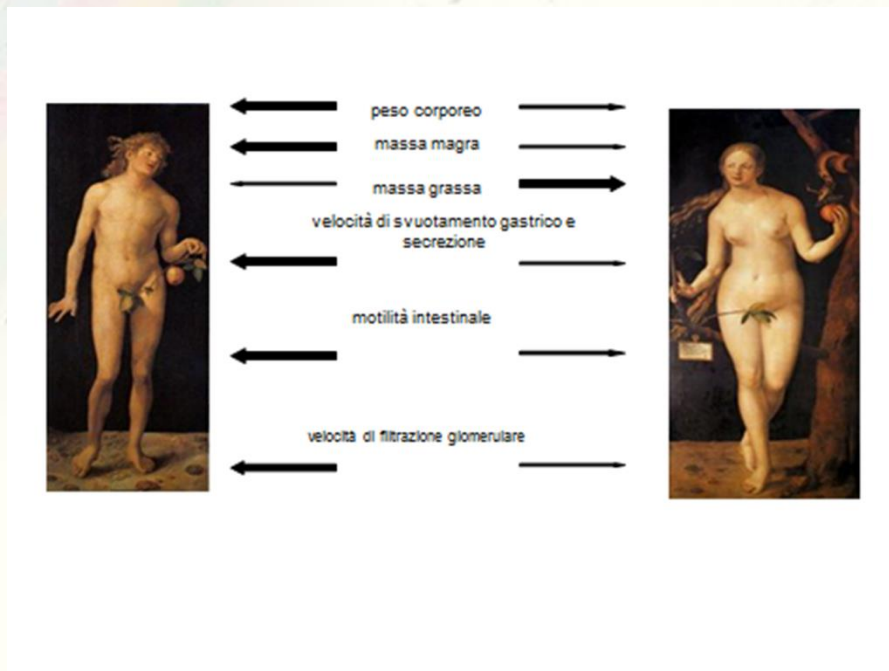 peso corporeo
massa magra
massa grassa
velocità di svuotamento gastrico e
secrezione
motilità intestinale
velocità di filtrazione glomerulare